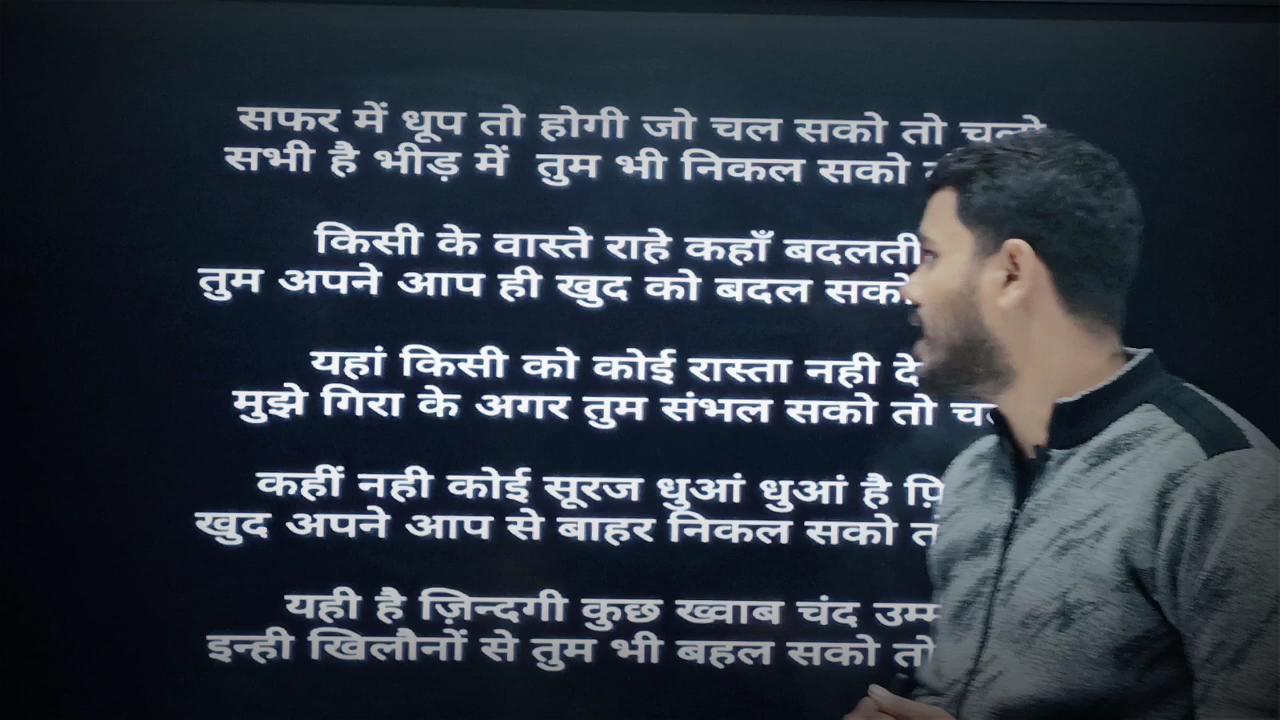 सफर में धूप तो होगी जो चल सको तो चलो
सभी है भीड़ में तुम भी निकल सको
किसी के वास्ते राहे कहाँ बदलती
तुम अपने आप ही खुद को बदल सको
यहां किसी को कोई रास्ता नही
मुझे गिरा के अगर तुम संभल सको तो
कहीं नही कोई सूरज धुआं धुआं है
खुद अपने आप से बाहर निकल सको
यही है ज़िन्दगी कुछ ख्वाब चंद
इन्ही खिलौनों से तुम भी बहल सको तो